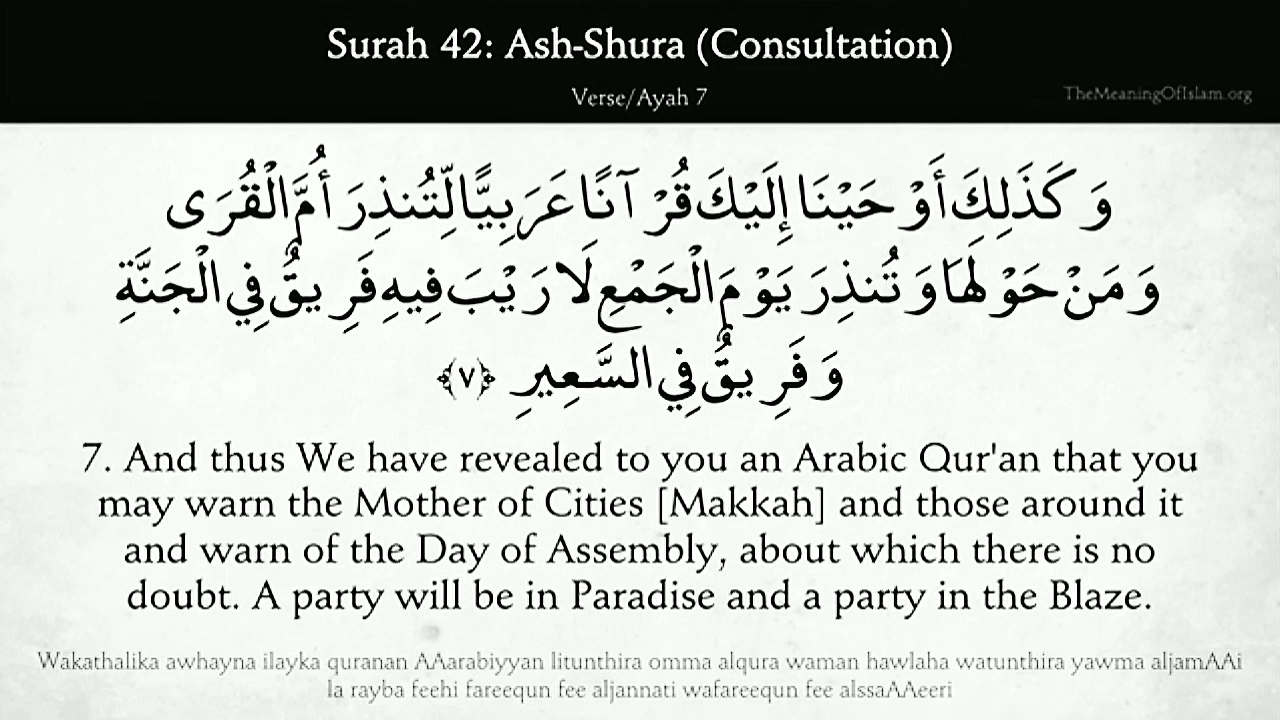 Surah 42: Ash-Shura (Consultation)
Verse/Ayah 7
TheMeaningOfIslam.org
وَكَذَلِكَ أَوْحَيْنَا إِلَيْكَ قُرْآنًا عَرَبِيًّا لِّتُنذِرَ أُمَّ الْقُرَى
وَمَنْ حَوْلَهَا وَتُنذِرَ يَوْمَ الْجَمْعِ لَا رَيْبَ فِيهِ فَرِيقٌ فِي الْجَنَّةِ
وَفَرِيقٌ فِي السَّعِيرِ ﴿٧﴾
7. And thus We have revealed to you an Arabic Qur'an that you
may warn the Mother of Cities [Makkah] and those around it
and warn of the Day of Assembly, about which there is no
doubt. A party will be in Paradise and a party in the Blaze.
Wakathalika awhayna ilayka quranan AAarabiyyan litunthira omma alqura waman hawlaha watunthira yawma aljamAAi
la rayba feehi fareequn fee aljannati wafareequn fee alssaAAeeri